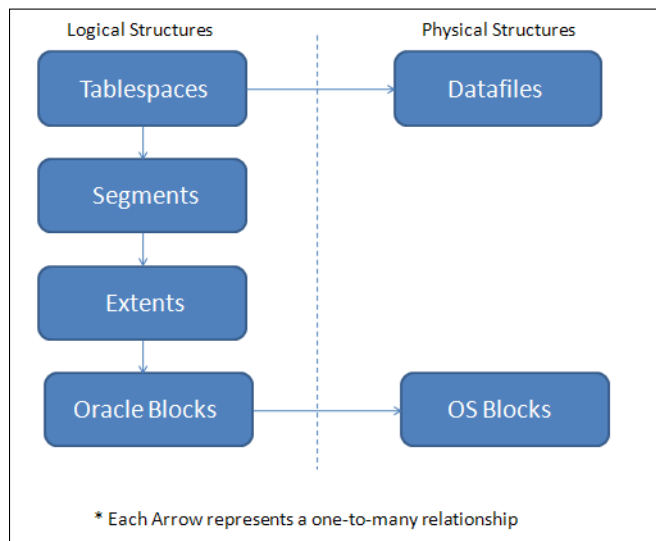 Logical Structures
Physical Structures
Tablespaces
Datafiles
Segments
Extents
Oracle Blocks
OS Blocks
* Each Arrow represents a one-to-many relationship